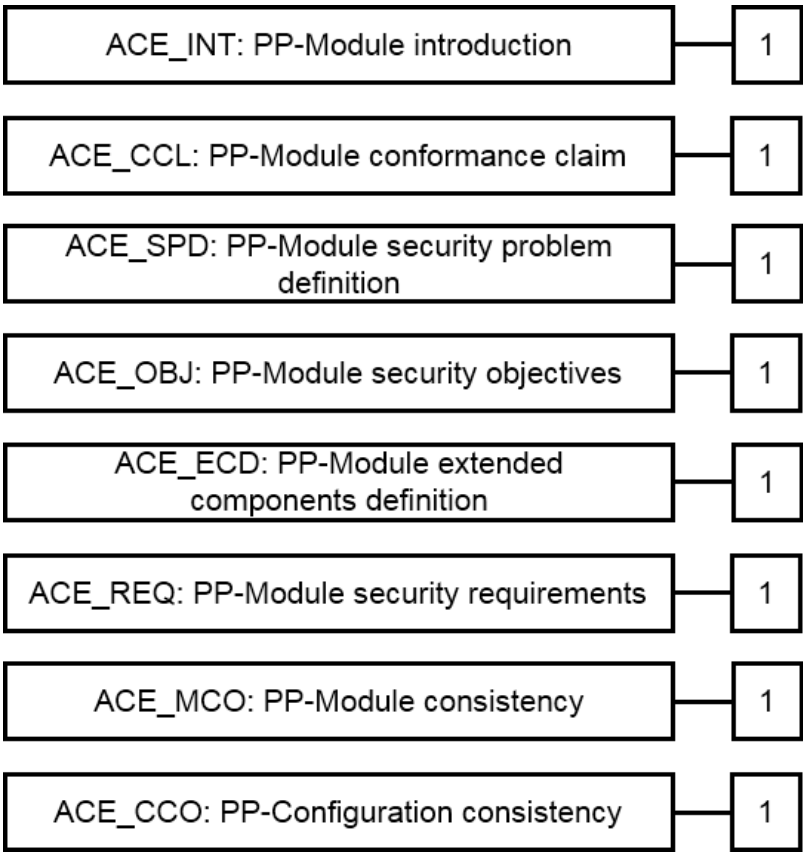 ACE_INT: PP-Module introduction 1
ACE_CCL: PP-Module conformance claim 1
ACE_SPD: PP-Module security problem
definition 1
ACE_OBJ: PP-Module security objectives 1
ACE_ECD: PP-Module extended
components definition 1
ACE_REQ: PP-Module security requirements 1
ACE_MCO: PP-Module consistency 1
ACE_CCO: PP-Configuration consistency 1